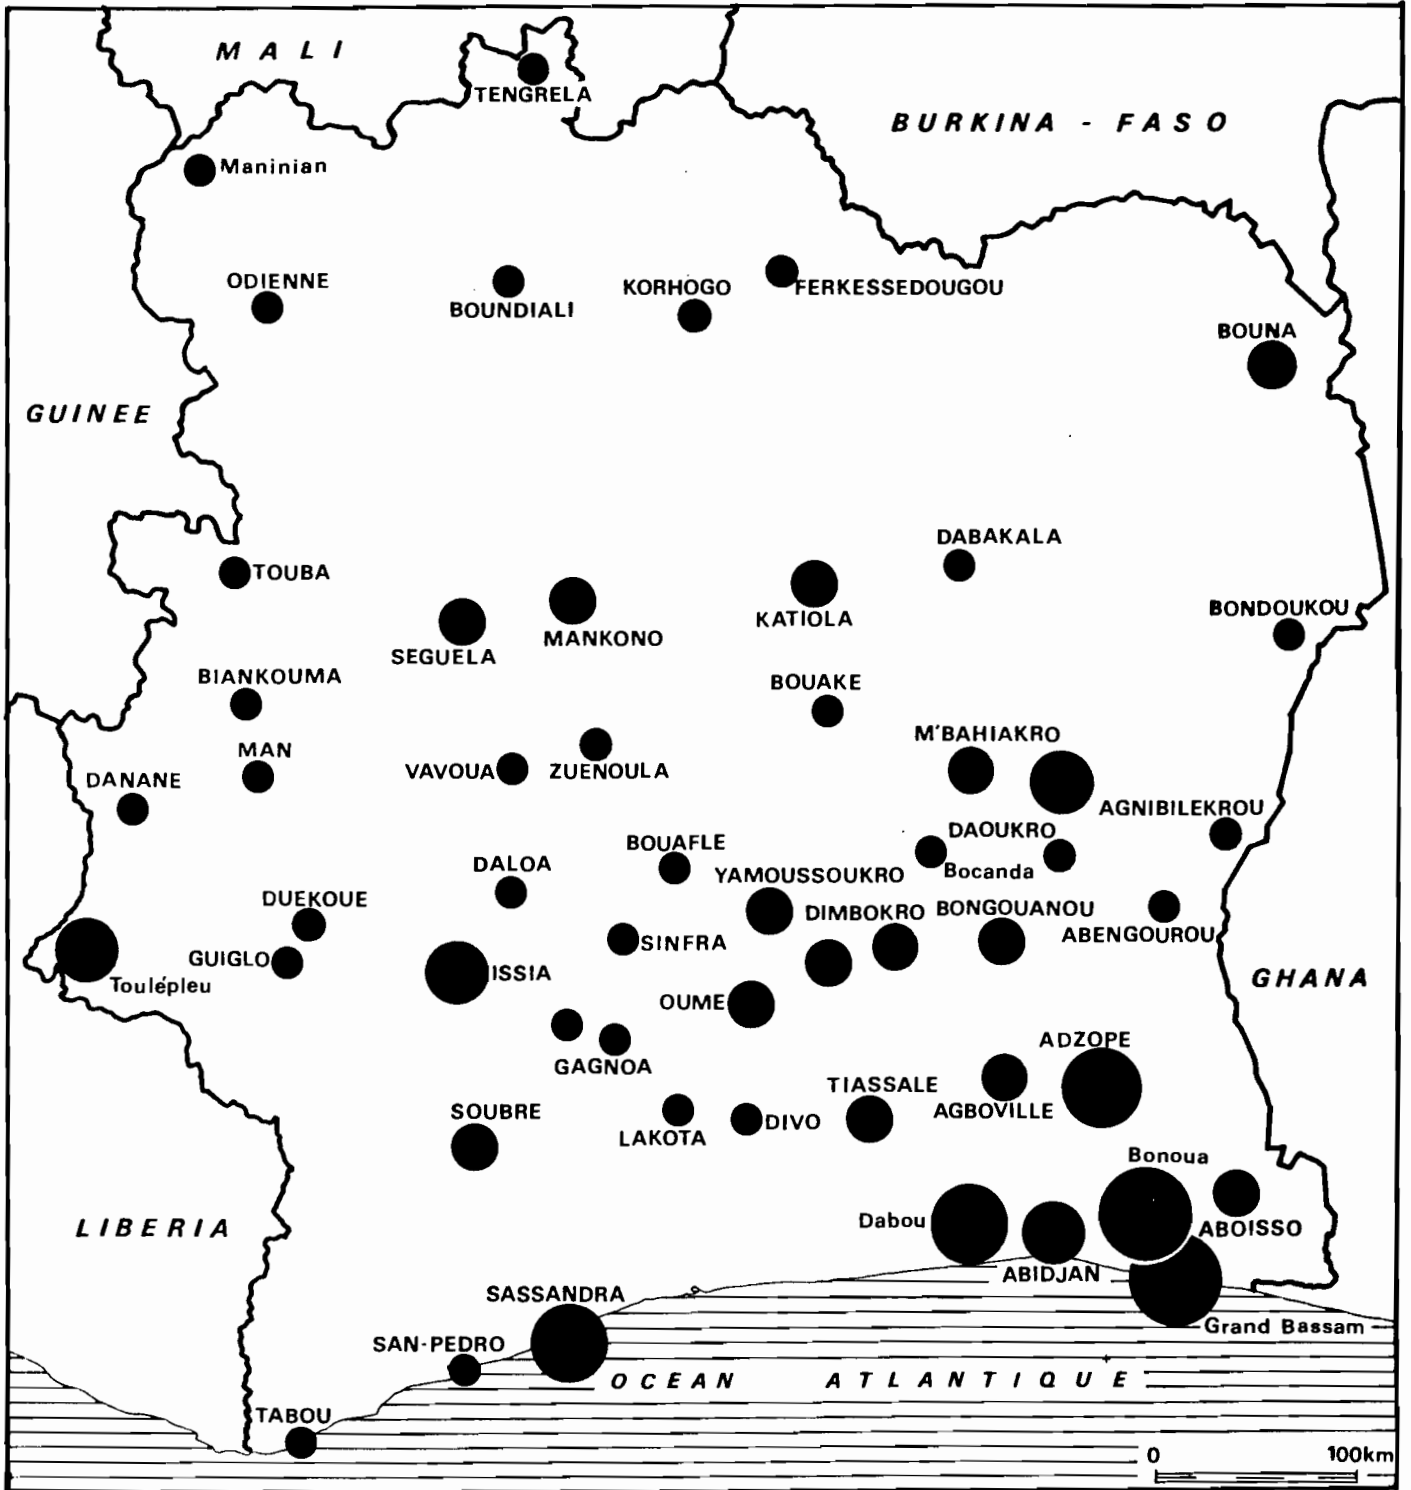 MALI
TENGRELA
BURKINA - FASO
Maninian
ODIENNE
BOUNDIALI
KORHOGO
FERKESSEDOUGOU
BOUNA
GUINEE
DABAKALA
TOUBA
KATIOLA
BONDOUKOU
MANKONO
SEGUELA
BIANKOUMA
BOUAKE
M'BAHIAKRO
MAN
DANANE
VAVOUA
ZUENOULA
AGNIBILEKROU
DAOUKRO
BOUAFLE
DALOA
YAMOUSSOUKRO
Bocanda
DUEKOUE
DIMBOKRO
BONGOUANOU
ABENGOUROU
SINFRA
GUIGLO
ISSIA
Toulépleu
GHANA
OUME
ADZOPE
GAGNOA
TIASSALE
AGBOVILLE
SOUBRE
LAKOTA
DIVO
Bonoua
LIBERIA
Dabou
ABOISSO
ABIDJAN
SASSANDRA
Grand Bassam
SAN-PEDRO
OCEAN ATLANTIQUE
TABOU
0 100km